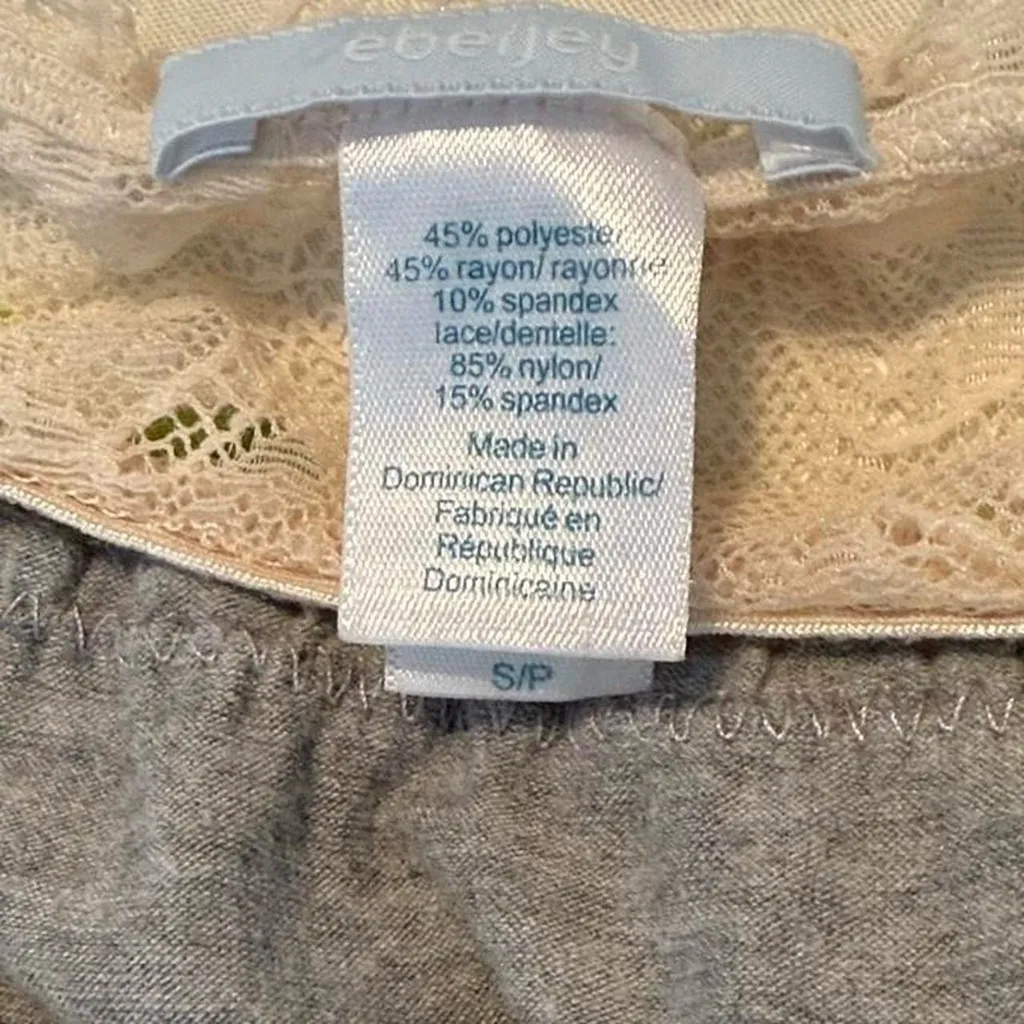 eberjey
45% polyester/
45% rayon/ rayonne
10% spandex
lace/dentelle:
85% nylon/
15% spandex
Made in
Dominican Republic/
Fabriqué en
République
Dominicaine
S/P